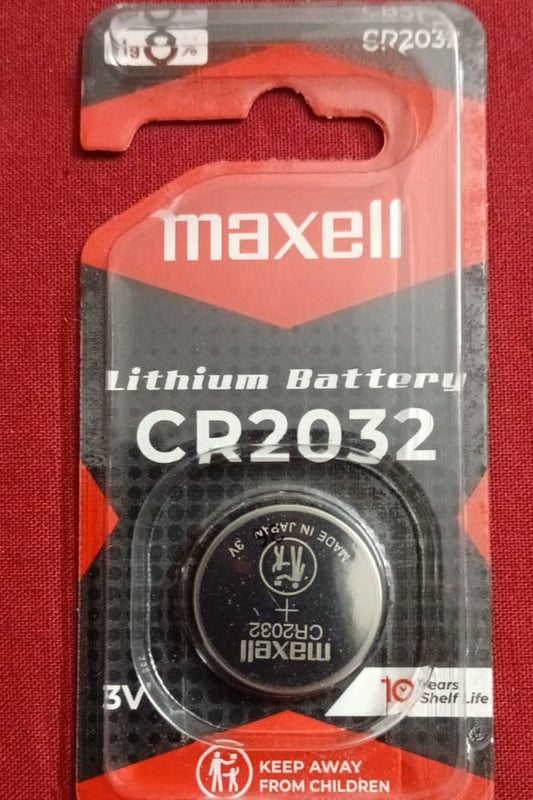 CR2032
maxell
Lithium Battery
CR2032
MADE IN JAPAN 3V
+
CR2032
maxell
3V
10 Years
Shelf Life
KEEP AWAY
FROM CHILDREN